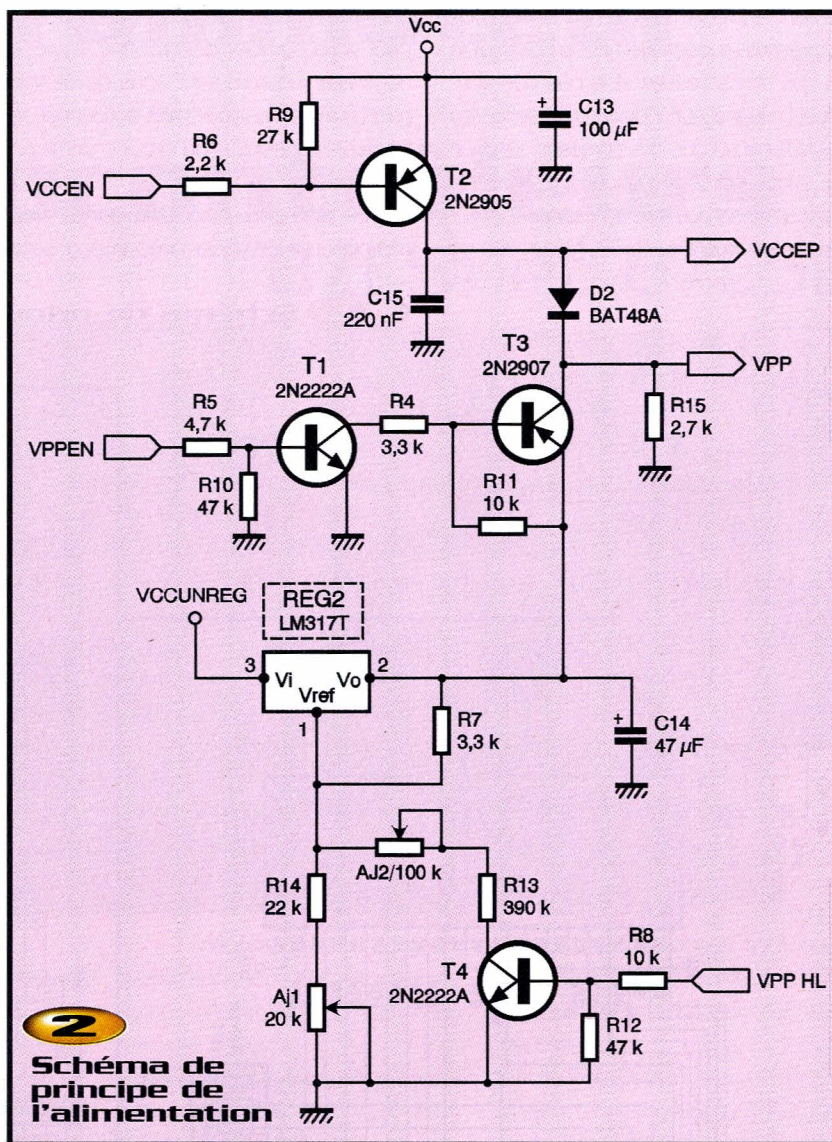 Vcc
R9
27 k
C13
100 µF
+
R6
2,2 k
VCCEN
T2
2N2905
VCCEP
C15
220 nF
D2
BAT48A
T3
2N2907
T1
2N2222A
R4
3,3 k
VPP
R5
4,7 k
R15
2,7 k
VPPEN
R10
47 k
R11
10 k
VCCUNREG
REG2
LM317T
3
Vi
Vo
2
Vref
1
R7
3,3 k
+
C14
47 µF
AJ2/100 k
R14
22 k
R13
390 k
R8
10 k
T4
2N2222A
VPP HL
Aj1
20 k
R12
47 k
2
Schéma de
principe de
l'alimentation